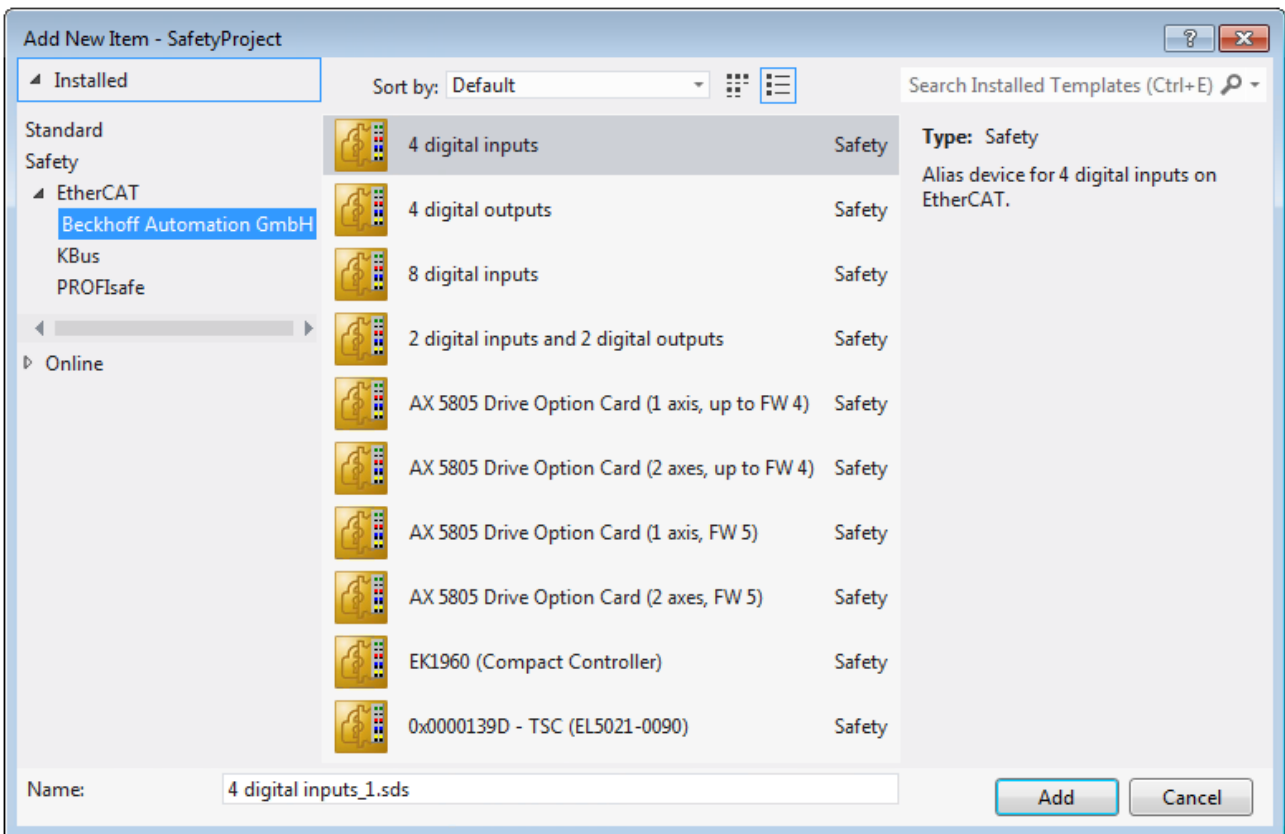 Add New Item - SafetyProject
?
Installed
Sort by: Default
Search Installed Templates (Ctrl+E)
Standard
Safety
EtherCAT
Beckhoff Automation GmbH
KBus
PROFIsafe
Online
4 digital inputs Safety
4 digital outputs Safety
8 digital inputs Safety
2 digital inputs and 2 digital outputs Safety
AX 5805 Drive Option Card (1 axis, up to FW 4) Safety
AX 5805 Drive Option Card (2 axes, up to FW 4) Safety
AX 5805 Drive Option Card (1 axis, FW 5) Safety
AX 5805 Drive Option Card (2 axes, FW 5) Safety
EK1960 (Compact Controller) Safety
0x0000139D - TSC (EL5021-0090) Safety
Type: Safety
Alias device for 4 digital inputs on
EtherCAT.
Name: 4 digital inputs_1.sds
Add Cancel